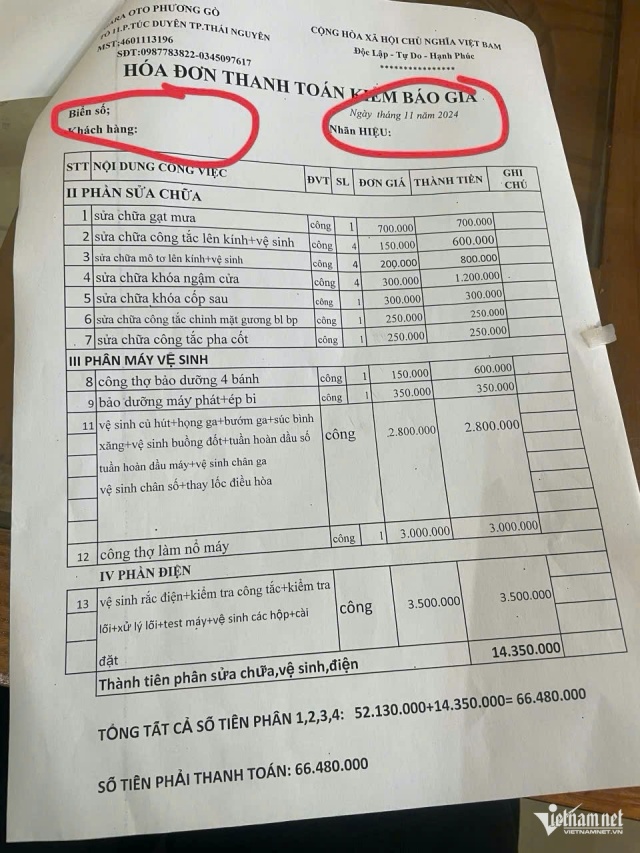 ARA OTO PHƯƠNG GÒ
TỔ 11.P.TÚC DUYÊN TP.THÁI NGUYÊN
MST:4601113196
SĐT:0987783822-0345097617
CỘNG HÒA XÃ HỘI CHỦ NGHĨA VIỆT BAM
Độc Lập - Tự Do - Hạnh Phúc
****************
HÓA ĐƠN THANH TOÁN KIÊM BÁO GIÁ
Ngày tháng 11 năm 2024
Biển số;
Khách hàng:
Nhãn HIỆU:
STT NỘI DUNG CÔNG VIỆC ĐVT SL ĐƠN GIÁ THÀNH TIÊN GHI CHÚ
II PHẦN SỬA CHỮA
1 sửa chữa gạt mưa công 1 700.000 700.000
2 sửa chữa công tắc lên kính+vệ sinh công 4 150.000 600.000
3 sửa chữa mô tơ lên kính+vệ sinh công 4 200.000 800.000
4 sửa chữa khóa ngậm cửa công 4 300.000 1.200.000
5 sửa chữa khóa cốp sau công 1 300.000 300.000
6 sửa chữa công tắc chinh mặt gương bl bp công 1 250.000 250.000
7 sửa chữa công tắc pha cốt công 1 250.000 250.000
III PHẦN MÁY VỆ SINH
8 công thợ bảo dưỡng 4 bánh công 1 150.000 600.000
9 bảo dưỡng máy phát+ép bi công 1 350.000 350.000
11 vệ sinh củ hút+họng ga+bướm ga+súc bình công 2.800.000 2.800.000
xăng+vệ sinh buồng đốt+tuần hoàn dầu số
tuần hoàn dầu máy+vệ sinh chân ga
vệ sinh chân số+thay lốc điều hòa
12 công thợ làm nổ máy công 1 3.000.000 3.000.000
IV PHẦN ĐIỆN
13 vệ sinh rắc điện+kiểm tra công tắc+kiểm tra công 3.500.000 3.500.000
lõi+xử lý lõi+test máy+vệ sinh các hộp+cài
đặt
Thành tiên phân sửa chữa,vệ sinh,điện 14.350.000
TỔNG TẤT CẢ SỐ TIÊN PHÂN 1,2,3,4: 52.130.000+14.350.000= 66.480.000
SỐ TIÊN PHẢI THANH TOÁN: 66.480.000
vietnamnet
VIETNAMNET.VN